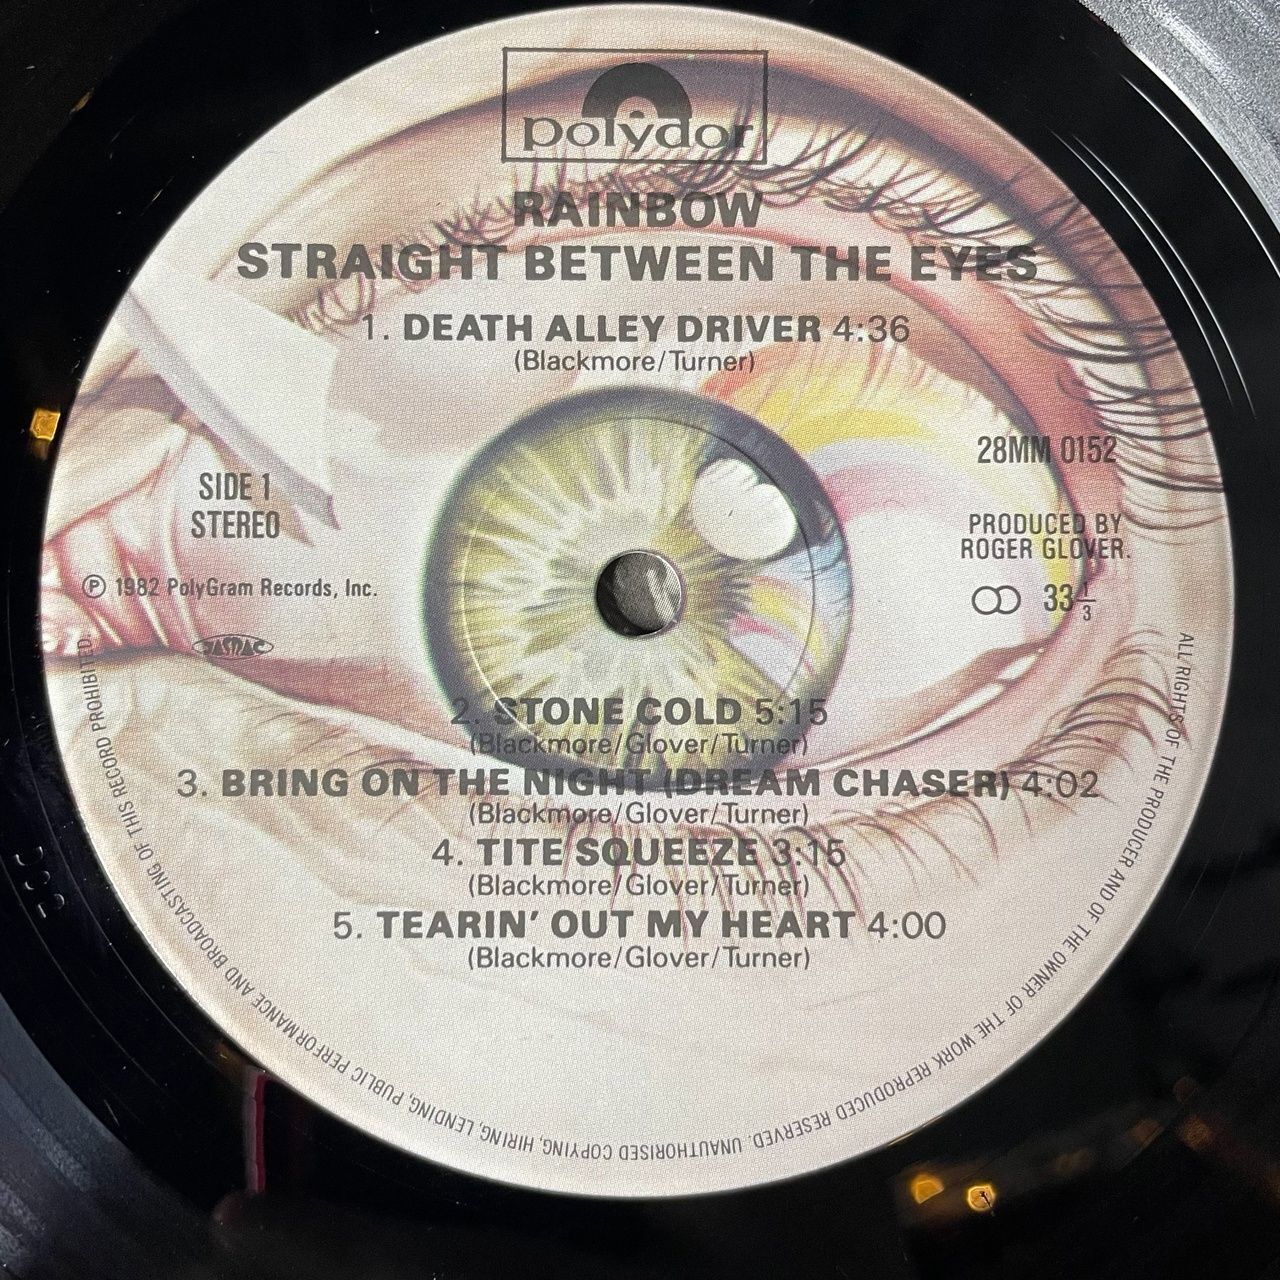 polydor
RAINBOW
STRAIGHT BETWEEN THE EYES
1. DEATH ALLEY DRIVER 4:36
(Blackmore/Turner)
28MM 0152
SIDE 1
STEREO
PRODUCED BY
ROGER GLOVER.
Ⓟ 1982 PolyGram Records, Inc.
33 1/3
JASRAC
2. STONE COLD 5:15
(Blackmore/Glover/Turner)
3. BRING ON THE NIGHT (DREAM CHASER) 4:02
(Blackmore/Glover/Turner)
4. TITE SQUEEZE 3:15
(Blackmore/Glover/Turner)
5. TEARIN' OUT MY HEART 4:00
(Blackmore/Glover/Turner)
ALL RIGHTS OF THE PRODUCER AND OF THE OWNER OF THE WORK REPRODUCED RESERVED. UNAUTHORISED COPYING, HIRING, LENDING, PUBLIC PERFORMANCE AND BROADCASTING OF THIS RECORD PROHIBITED.